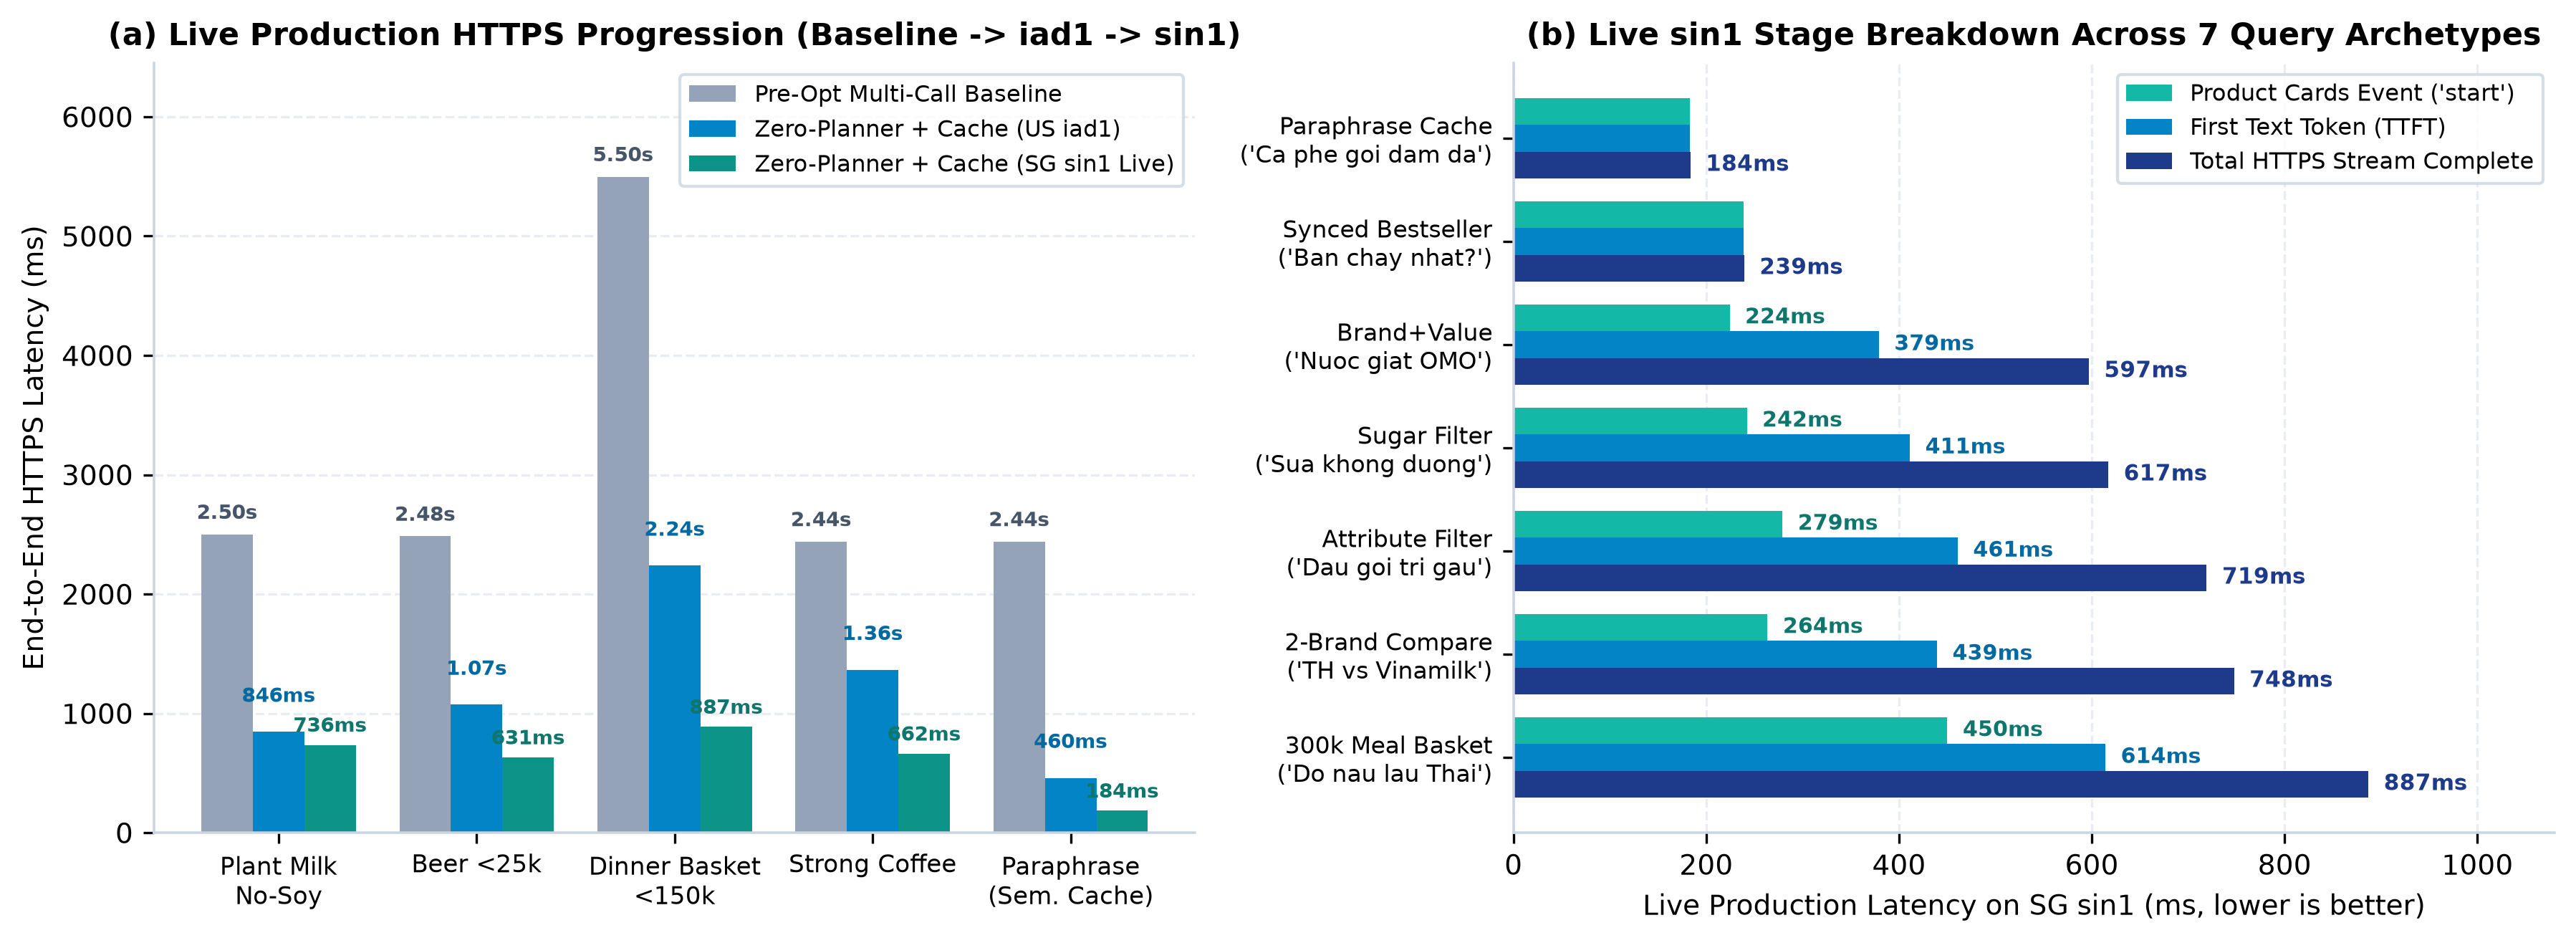 (a) Live Production HTTPS Progression (Baseline -> iad1 -> sin1)
End-to-End HTTPS Latency (ms)
6000
5000
4000
3000
2000
1000
0
Pre-Opt Multi-Call Baseline
Zero-Planner + Cache (US iad1)
Zero-Planner + Cache (SG sin1 Live)
2.50s
846ms
736ms
2.48s
1.07s
631ms
5.50s
2.24s
887ms
2.44s
1.36s
662ms
2.44s
460ms
184ms
Plant Milk
No-Soy
Beer <25k
Dinner Basket
<150k
Strong Coffee
Paraphrase
(Sem. Cache)
(b) Live sin1 Stage Breakdown Across 7 Query Archetypes
Product Cards Event ('start')
First Text Token (TTFT)
Total HTTPS Stream Complete
Paraphrase Cache
('Ca phe goi dam da')
184ms
Synced Bestseller
('Ban chay nhat?')
239ms
Brand+Value
('Nuoc giat OMO')
224ms
379ms
597ms
Sugar Filter
('Sua khong duong')
242ms
411ms
617ms
Attribute Filter
('Dau goi tri gau')
279ms
461ms
719ms
2-Brand Compare
('TH vs Vinamilk')
264ms
439ms
748ms
300k Meal Basket
('Do nau lau Thai')
450ms
614ms
887ms
0
200
400
600
800
1000
Live Production Latency on SG sin1 (ms, lower is better)